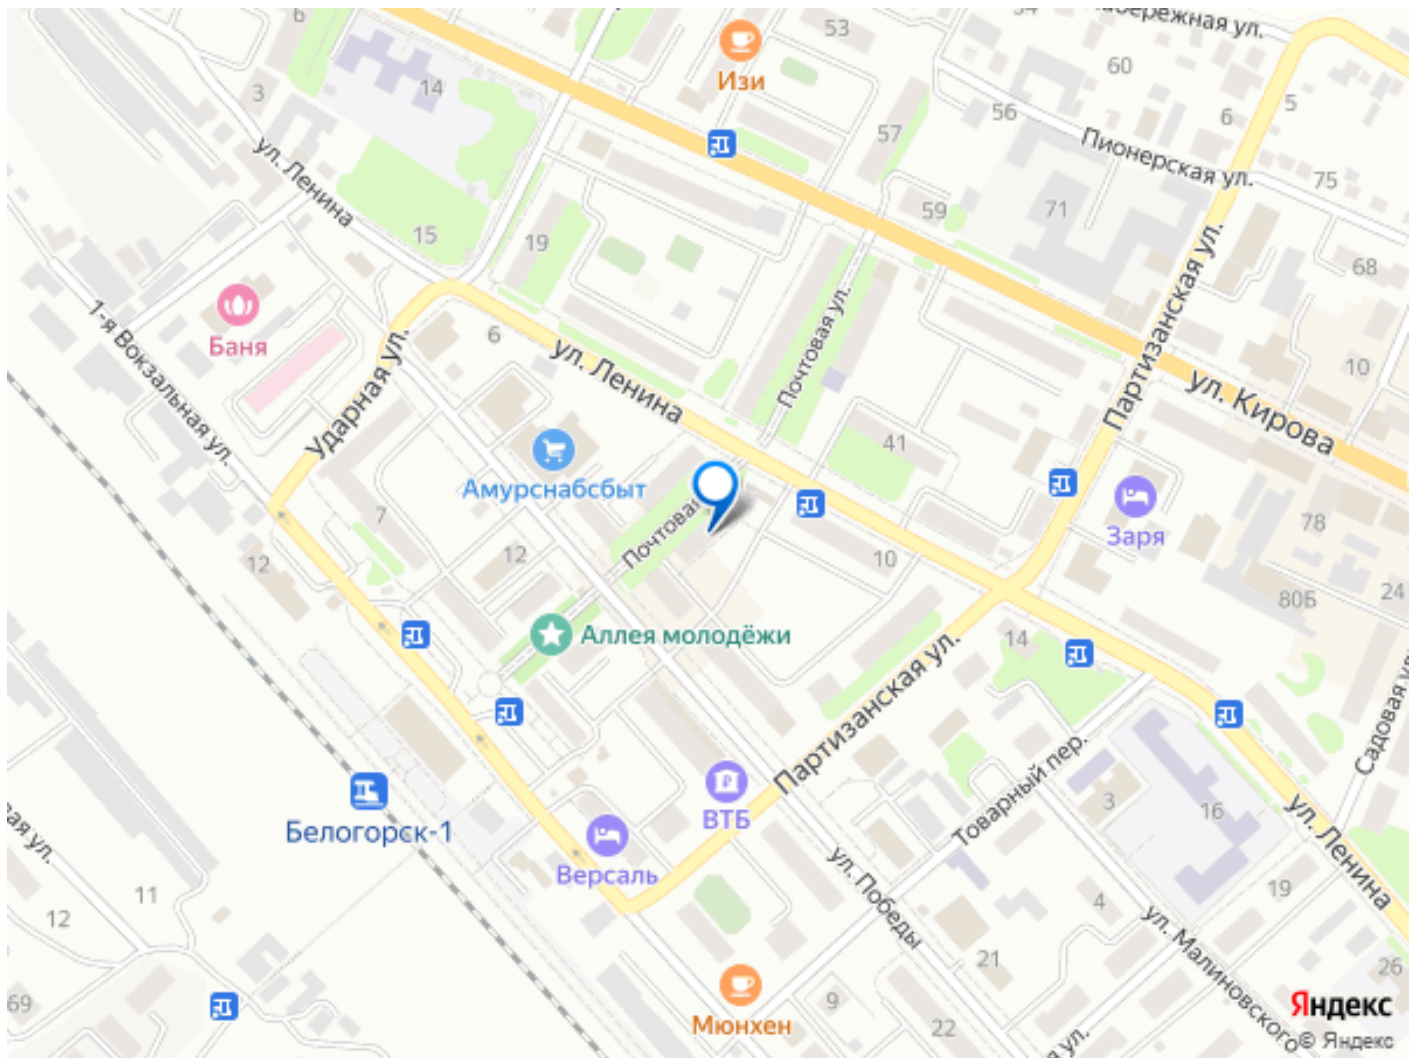 6
53
Изи
60
3
14
56
5
6
57
Пионерская ул.
75
ул. Ленина
59
71
15
19
68
Партизанская ул.
1-я Вокзальная ул.
Баня
Почтовая ул.
6
ул. Ленина
10
ул. Кирова
Ударная ул.
41
Амурснабсбыт
Почтовая
7
78
Заря
12
12
10
24
80Б
Аллея молодёжи
14
Партизанская ул.
Садовая ул.
Товарный пер.
3
16
Белогорск-1
ВТБ
ул. Ленина
Версаль
ул. Победы
11
12
4
19
ул. Малиновского
21
26
69
9
Мюнхен
22
Яндекс
© Яндекс